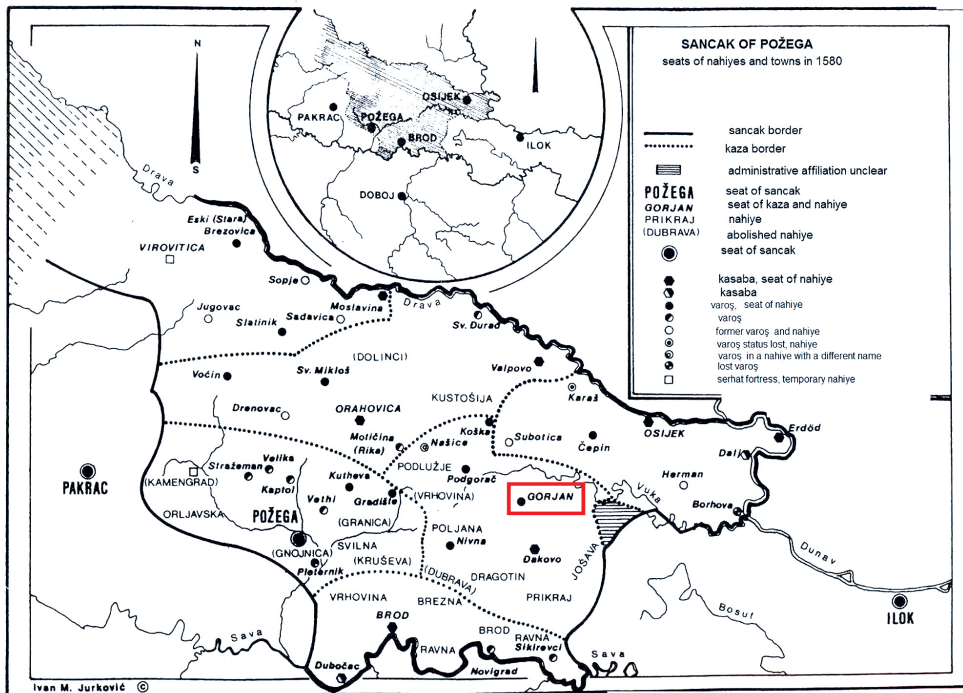 SANCAK OF POŽEGA
seats of nahiyes and towns in 1580
sancak border
kaza border
administrative affiliation unclear
POŽEGA
seat of sancak
GORJAN
seat of kaza and nahiye
PRIKRAJ
nahiye
(DUBRAVA)
abolished nahiye
seat of sancak
kasaba, seat of nahiye
kasaba
varoş, seat of nahiye
varoş
former varoş and nahiye
varoş status lost, nahiye
varoş in a nahiye with a different name
lost varoş
serhat fortress, temporary nahiye
N
S
PAKRAC
POŽEGA
OSIJEK
BROD
ILOK
DOBOJ
Drava
Eski (Stara)
Brezovica
VIROVITICA
Sopje
Moslavina
Drava
Jugovac
Sadavica
Slatinik
Sv. Đurađ
(DOLINCI)
Valpovo
Voćin
Sv. Mikloš
Karaš
KUSTOŠIJA
Drenovac
ORAHOVICA
Koška
Subotica
OSIJEK
Erdöd
Čepin
Dalj
Motičina
(Rika)
Našice
Velika
Stražeman
PODLUŽJE
Podgorač
Herman
PAKRAC
(KAMENGRAD)
Kaptol
Kutheva
Gradište
(VRHOVINA)
GORJAN
Vuka
Borhova
ORLJAVSKA
Vethi
(GRANICA)
POŽEGA
POLJANA
Nivna
(GNOJNICA)
SVILNA
(KRUŠEVA)
Pleternik
Đakovo
JOŠAVA
Dunav
(DUBRAVA)
DRAGOTIN
VRHOVINA
BREZNA
PRIKRAJ
Bosut
ILOK
BROD
BROD
RAVNA
RAVNA
Sikirevci
Sava
Sava
Dubočac
Novigrad
Ivan M. Jurković ©